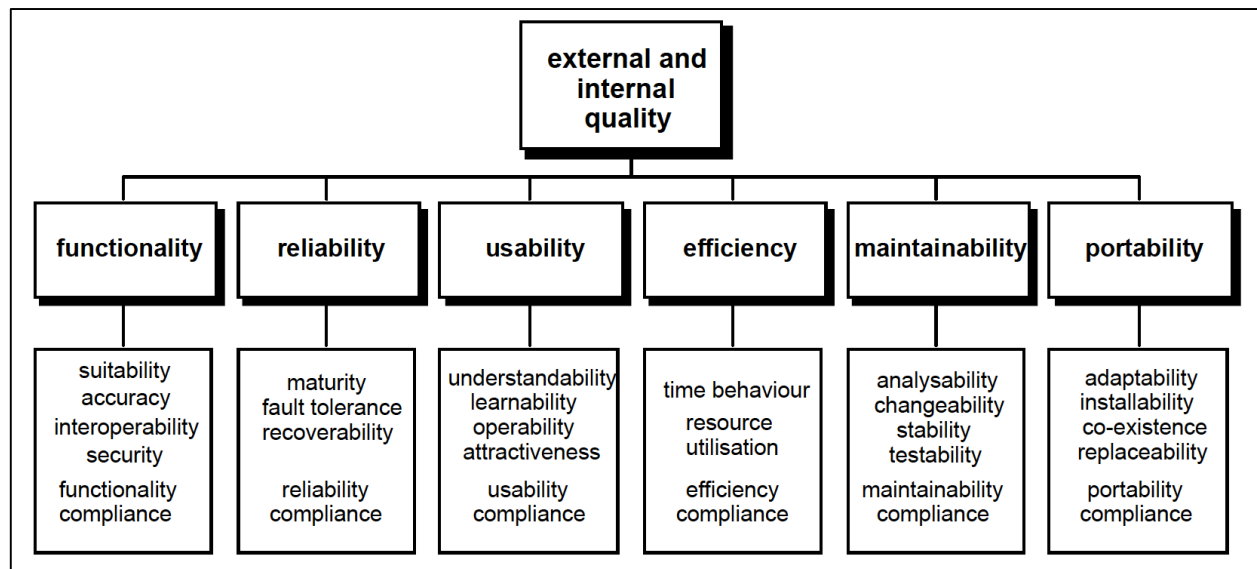 external and
internal
quality
functionality
reliability
usability
efficiency
maintainability
portability
suitability
accuracy
interoperability
security
functionality
compliance
maturity
fault tolerance
recoverability
reliability
compliance
understandability
learnability
operability
attractiveness
usability
compliance
time behaviour
resource
utilisation
efficiency
compliance
analysability
changeability
stability
testability
maintainability
compliance
adaptability
installability
co-existence
replaceability
portability
compliance